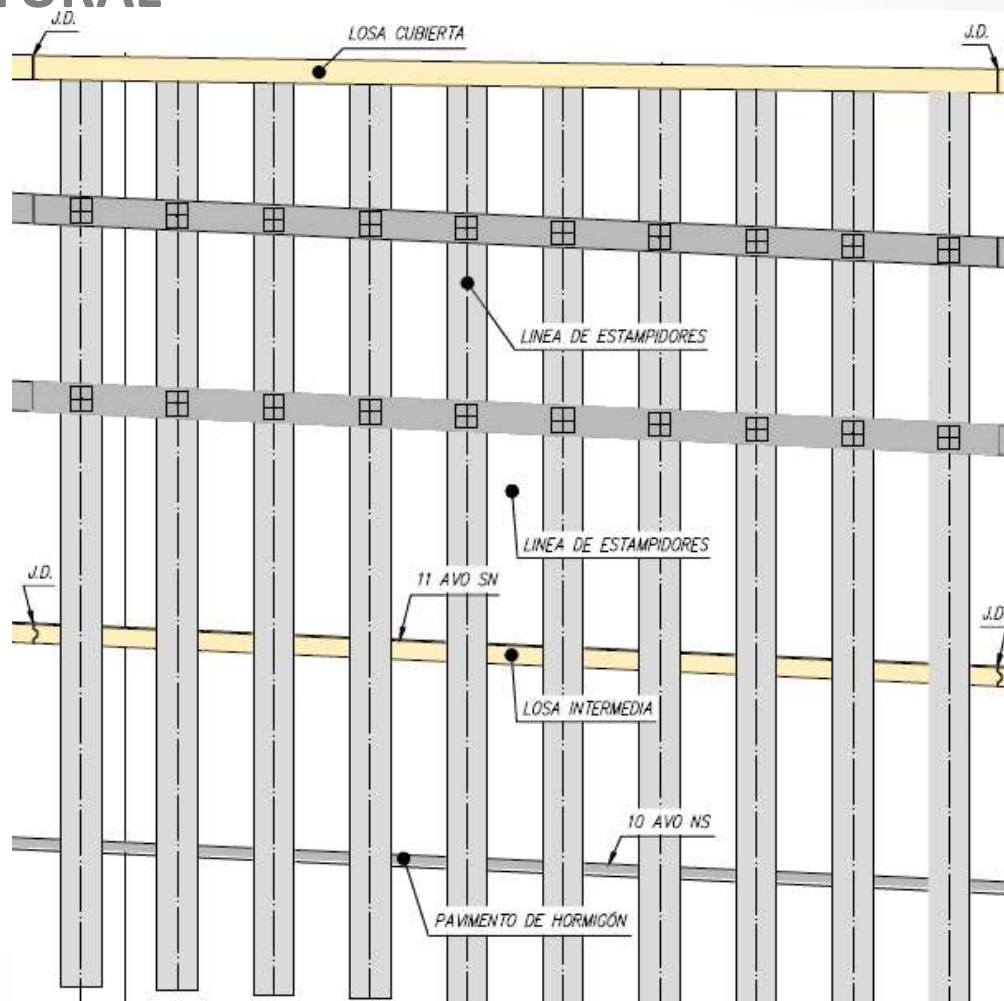 J.D.
LOSA CUBIERTA
J.D.
LINEA DE ESTAMPIDORES
LINEA DE ESTAMPIDORES
J.D.
11 AVO SN
J.D.
LOSA INTERMEDIA
10 AVO NS
PAVIMENTO DE HORMIGÓN